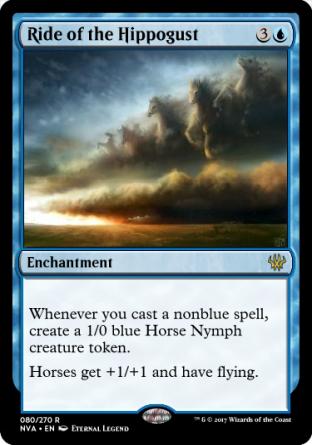 Ride of the Hippogust 3
Enchantment
Whenever you cast a nonblue spell,
create a 1/0 blue Horse Nymph
creature token.
Horses get +1/+1 and have flying.
080/270 R
NVA • EN Eternal Legend
™ & © 2017 Wizards of the Coast